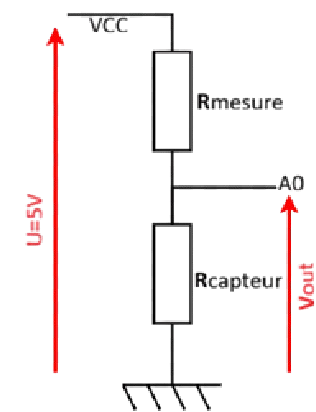 VCC
Rmesure
U=5V
A0
Rcapteur
Vout